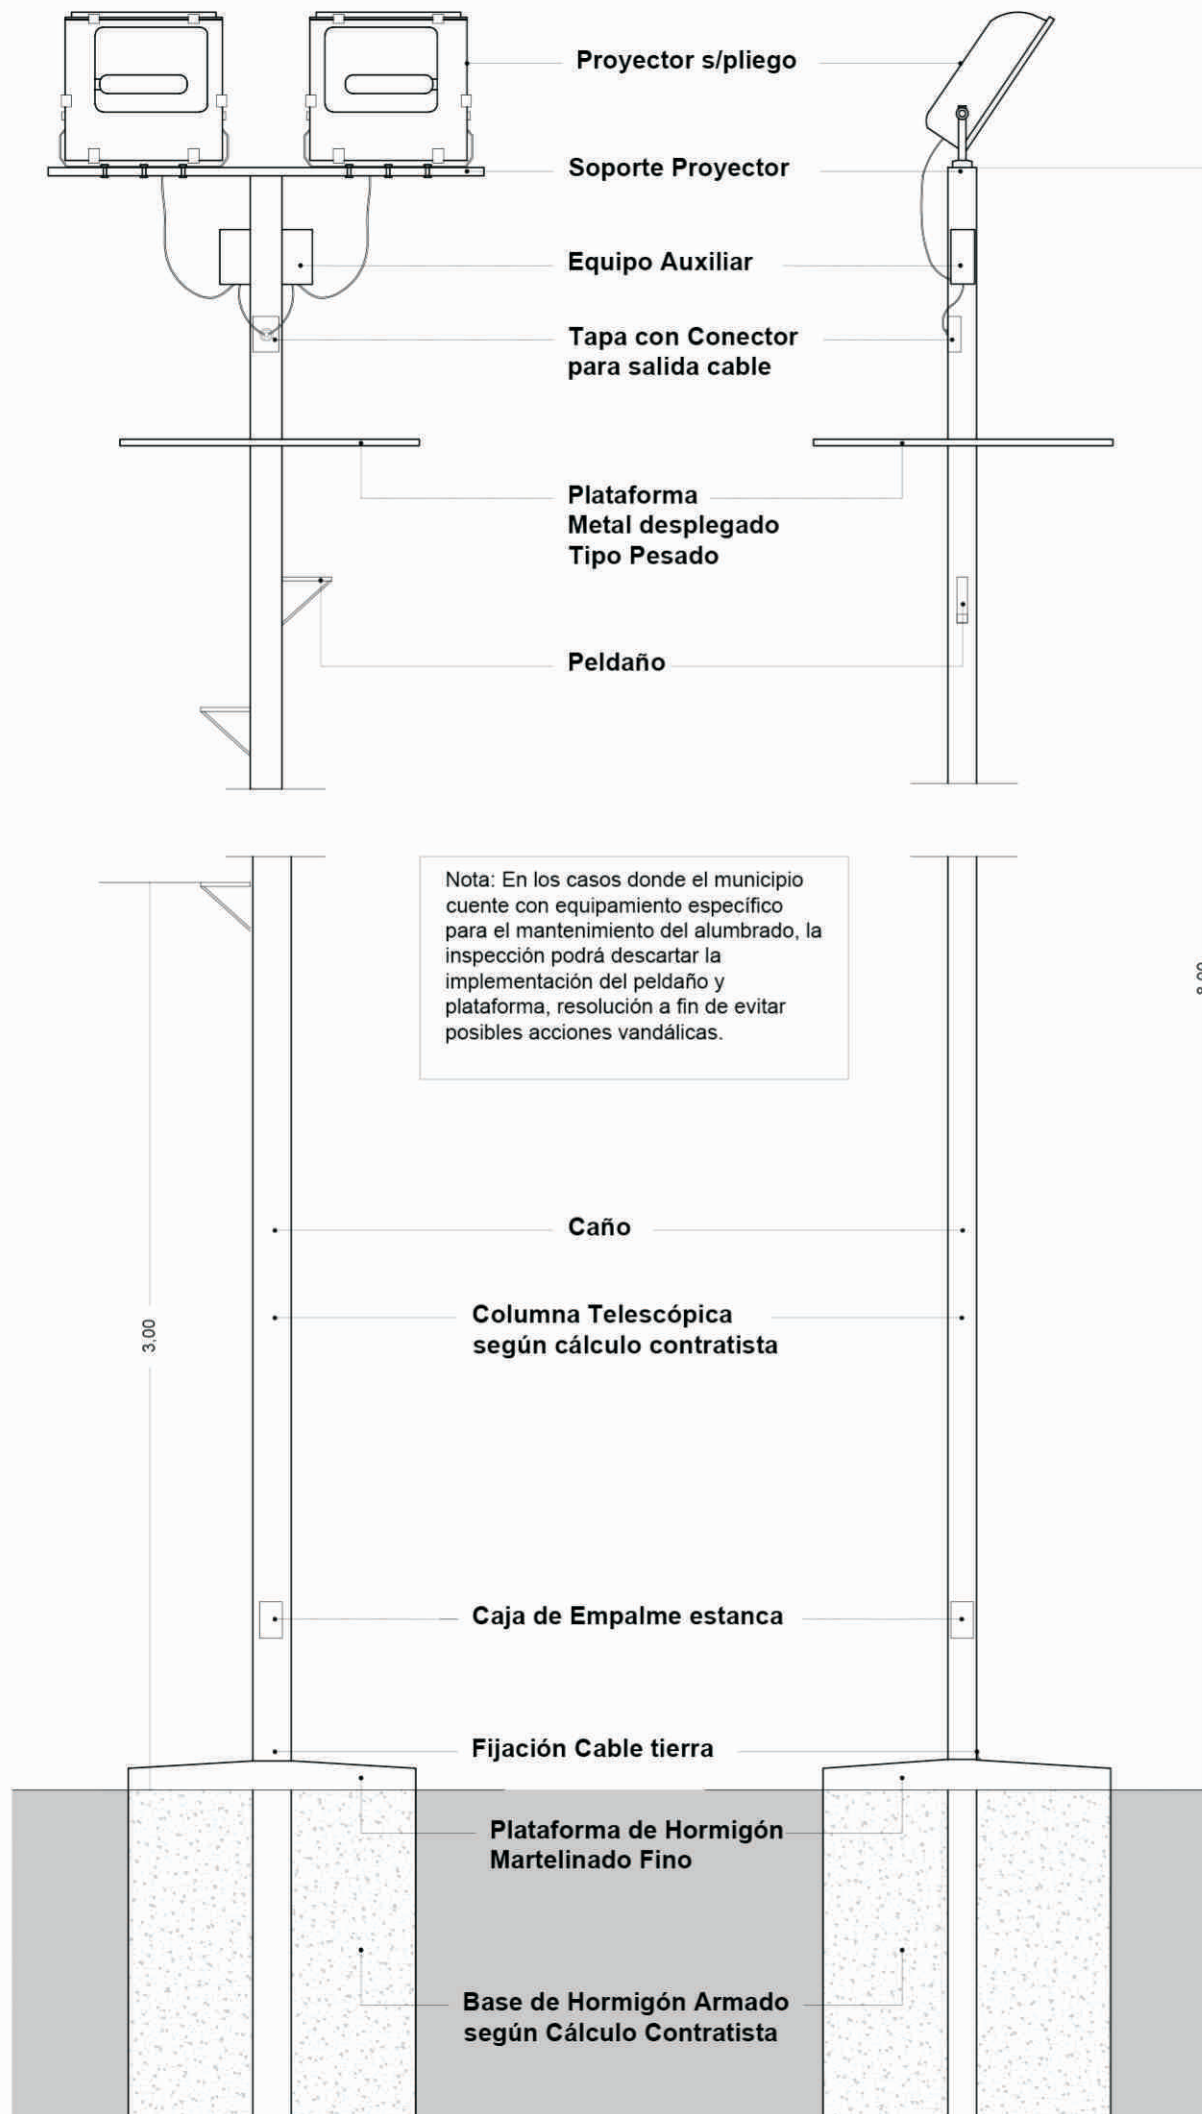 Proyector s/pliego
Soporte Proyector
Equipo Auxiliar
Tapa con Conector
para salida cable
Plataforma
Metal desplegado
Tipo Pesado
Peldaño
Nota: En los casos donde el municipio
cuente con equipamiento específico
para el mantenimiento del alumbrado, la
inspección podrá descartar la
implementación del peldaño y
plataforma, resolución a fin de evitar
posibles acciones vandálicas.
Caño
Columna Telescópica
según cálculo contratista
3.00
Caja de Empalme estanca
Fijación Cable tierra
Plataforma de Hormigón
Martelinado Fino
Base de Hormigón Armado
según Cálculo Contratista